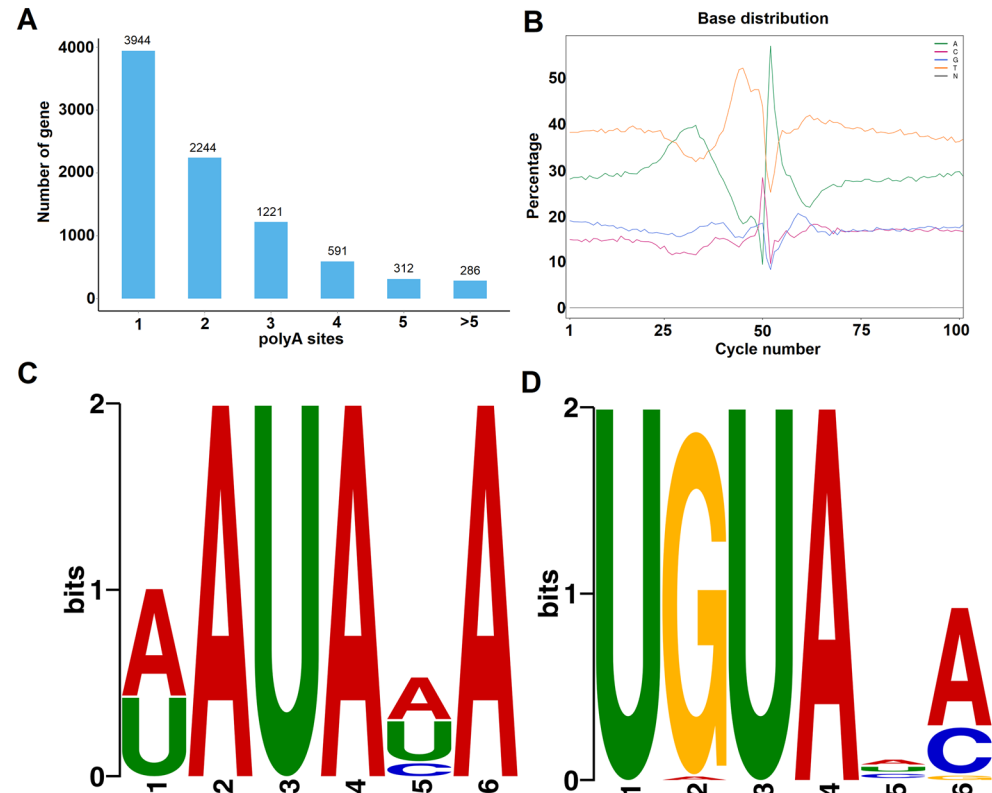 A
3944
2244
1221
591
312
286
4000
3000
2000
1000
0
Number of gene
1 2 3 4 5 >5
polyA sites
B
Base distribution
A
C
G
T
N
50
40
30
20
10
0
Percentage
1 25 50 75 100
Cycle number
C
2
1
0
bits
A
U
A
U
A
A
U
C
A
1 2 3 4 5 6
D
2
1
0
bits
U
G
A
U
A
A
U
C
A
C
G
1 2 3 4 5 6